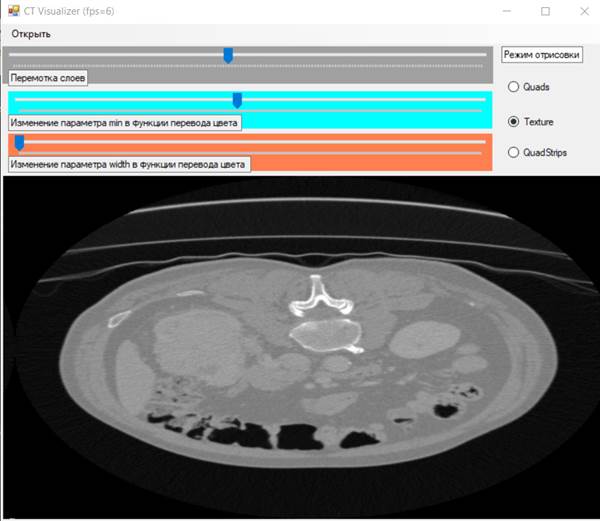 CT Visualizer (fps=6)
Открыть
Режим отрисовки
Перемотка слоев
Quads
Изменение параметра min в функции перевода цвета
Texture
Изменение параметра width в функции перевода цвета
QuadStrips